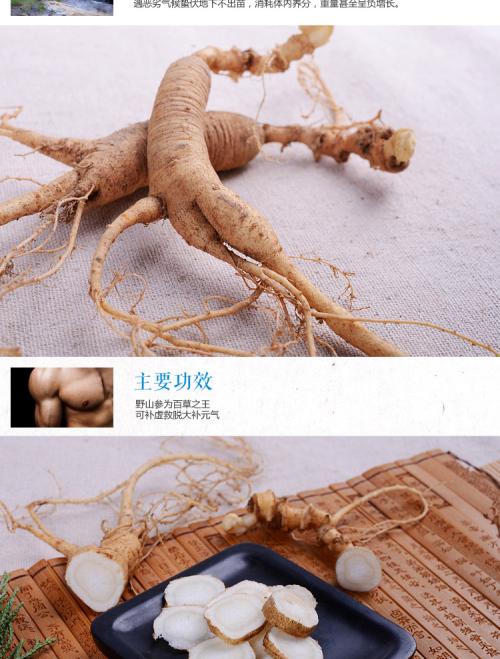 遇恶劣气候蛰伏地下不出苗，消耗体内养分，重量甚至呈负增长。
主要功效
野山参为百草之王
可补虚救脱大补元气